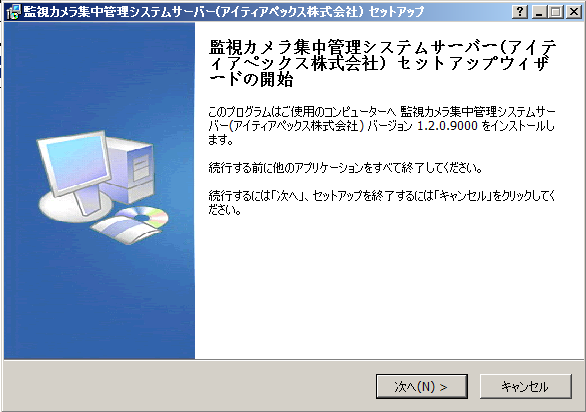 監視カメラ集中管理システムサーバー(アイティアペックス株式会社) セットアップ
監視カメラ集中管理システムサーバー(アイテ
ィアペックス株式会社) セットアップウィザ
ードの開始
このプログラムはご使用のコンピューターへ 監視カメラ集中管理システムサー
バー(アイティアペックス株式会社) バージョン 1.2.0.9000 をインストールし
ます。
続行する前に他のアプリケーションをすべて終了してください。
続行するには「次へ」、セットアップを終了するには「キャンセル」をクリックしてく
ださい。
次へ(N) >
キャンセル